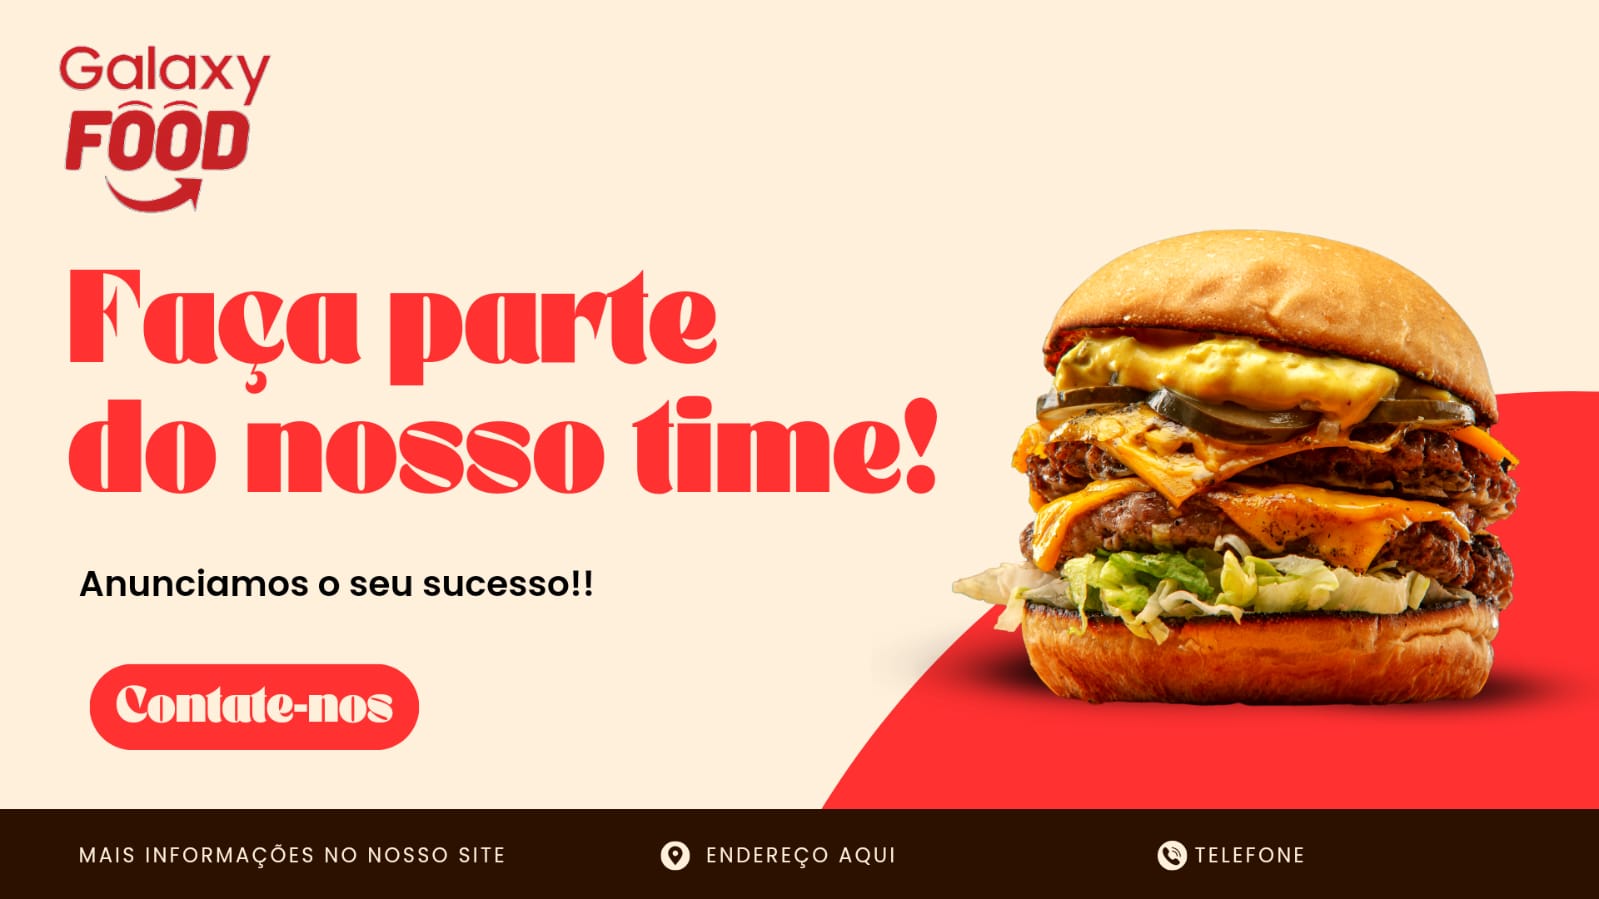 Galaxy
FÔÔD
Faça parte
do nosso time!
Anunciamos o seu sucesso!!
Contate-nos
MAIS INFORMAÇÕES NO NOSSO SITE
ENDEREÇO AQUI
TELEFONE